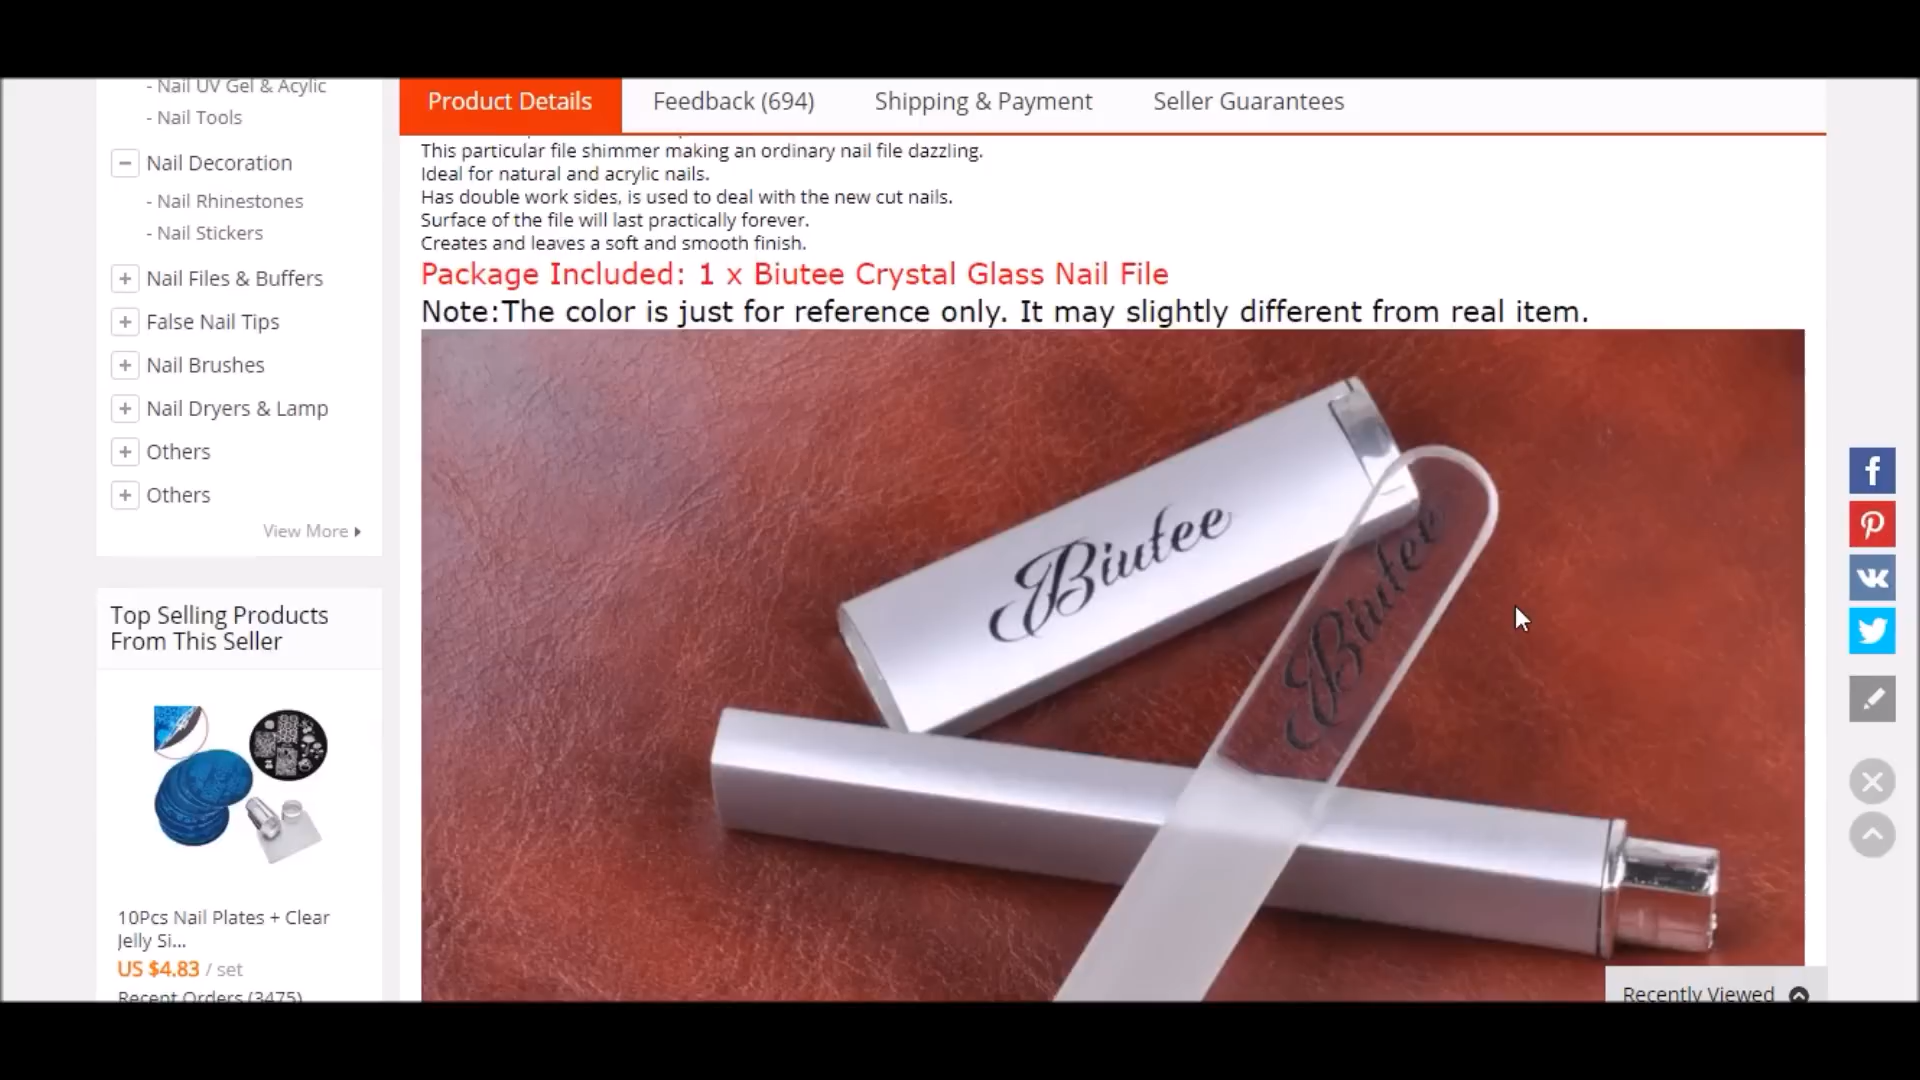 - Nail UV Gel & Acylic
- Nail Tools
Nail Decoration
- Nail Rhinestones
- Nail Stickers
Nail Files & Buffers
False Nail Tips
Nail Brushes
Nail Dryers & Lamp
Others
Others
View More
Top Selling Products
From This Seller
10Pcs Nail Plates + Clear
Jelly Si...
US $4.83 / set
Recent Orders (3475)
Product Details
Feedback (694)
Shipping & Payment
Seller Guarantees
This particular file shimmer making an ordinary nail file dazzling.
Ideal for natural and acrylic nails.
Has double work sides, is used to deal with the new cut nails.
Surface of the file will last practically forever.
Creates and leaves a soft and smooth finish.
Package Included: 1 x Biutee Crystal Glass Nail File
Note:The color is just for reference only. It may slightly different from real item.
Biutee
Biutee
Recently Viewed